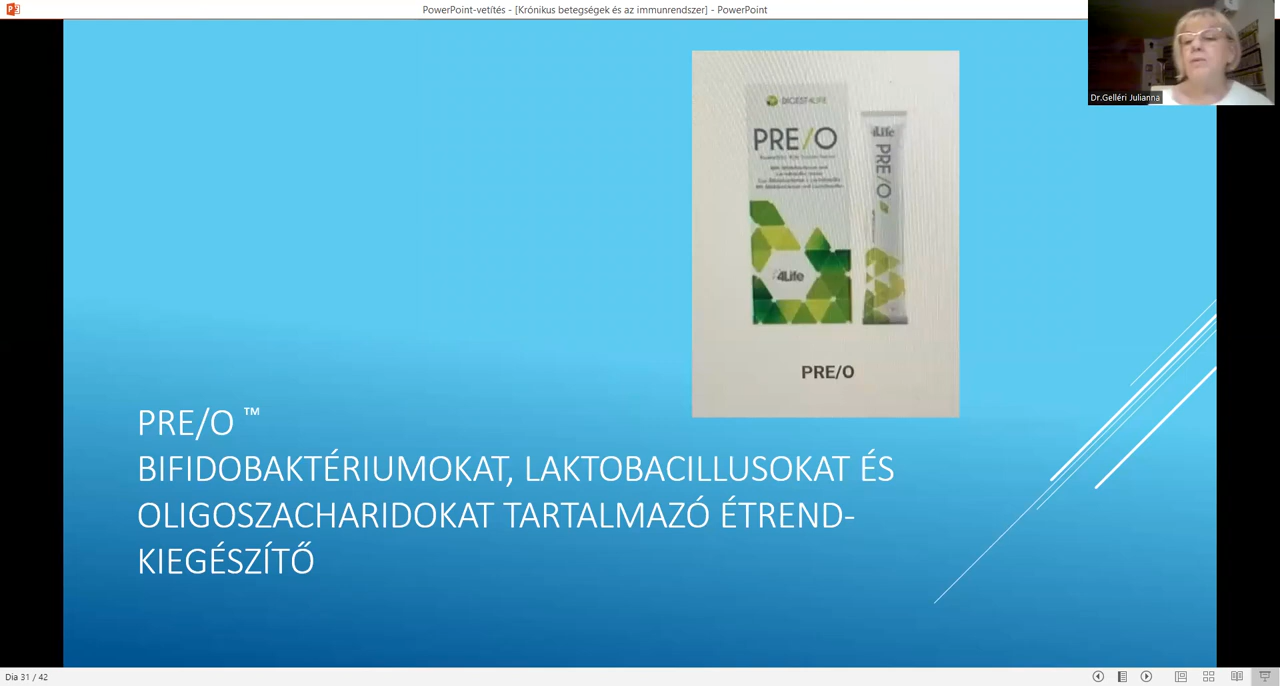 PowerPoint-vetítés - [Krónikus betegségek és az immunrendszer] - PowerPoint
Dr.Gelléri Julianna
DIGEST4LIFE
PRE/O
4Life
4Life
PRE/O
PRE/O
PRE/O ™
BIFIDOBAKTÉRIUMOKAT, LAKTOBACILLUSOKAT ÉS
OLIGOSZACHARIDOKAT TARTALMAZÓ ÉTREND-
KIEGÉSZÍTŐ
Dia 31 / 42